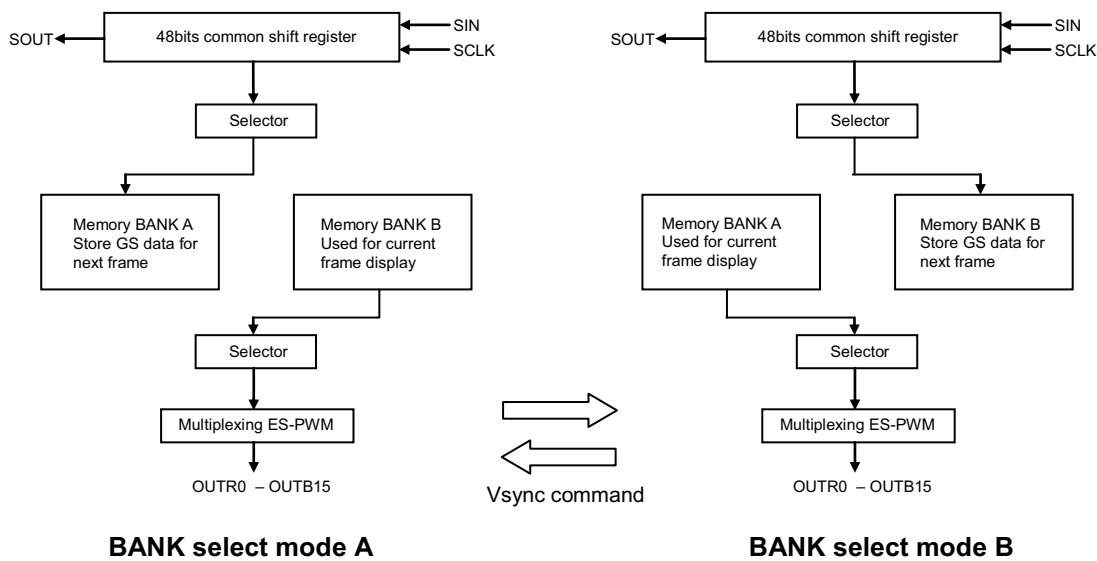 SOUT
48bits common shift register
SIN
SCLK
Selector
Memory BANK A
Store GS data for
next frame
Memory BANK B
Used for current
frame display
Selector
Multiplexing ES-PWM
OUTR0 – OUTB15
BANK select mode A
Vsync command
SOUT
48bits common shift register
SIN
SCLK
Selector
Memory BANK A
Used for current
frame display
Memory BANK B
Store GS data for
next frame
Selector
Multiplexing ES-PWM
OUTR0 – OUTB15
BANK select mode B